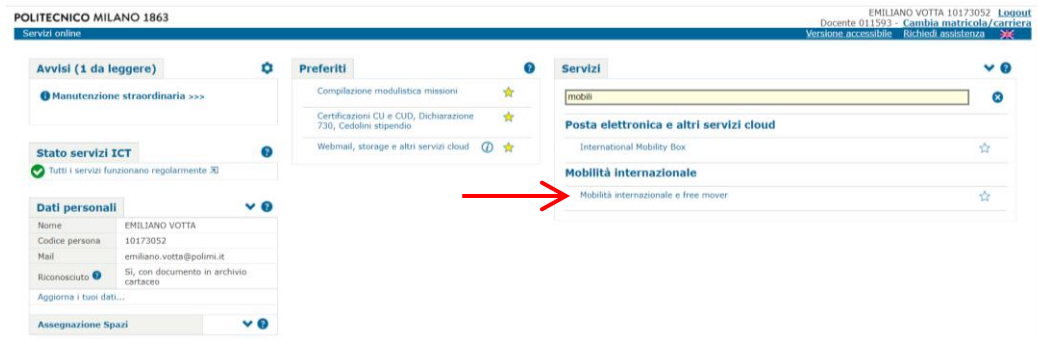 POLITECNICO MILANO 1863
EMILIANO VOTTA 10173052 Logout
Docente 011593 - Cambia matricola/carriera
Servizi online
Versione accessibile Richiedi assistenza
Avvisi (1 da leggere)
Manutenzione straordinaria >>>
Stato servizi ICT
Tutti i servizi funzionano regolarmente
Dati personali
Nome EMILIANO VOTTA
Codice persona 10173052
Mail emiliano.votta@polimi.it
Riconosciuto Sì, con documento in archivio
cartaceo
Aggiorna i tuoi dati...
Assegnazione Spazi
Preferiti
Compilazione modulistica missioni
Certificazioni CU e CUD, Dichiarazione
730, Cedolini stipendio
Webmail, storage e altri servizi cloud
Servizi
mobili
Posta elettronica e altri servizi cloud
International Mobility Box
Mobilità internazionale
Mobilità internazionale e free mover